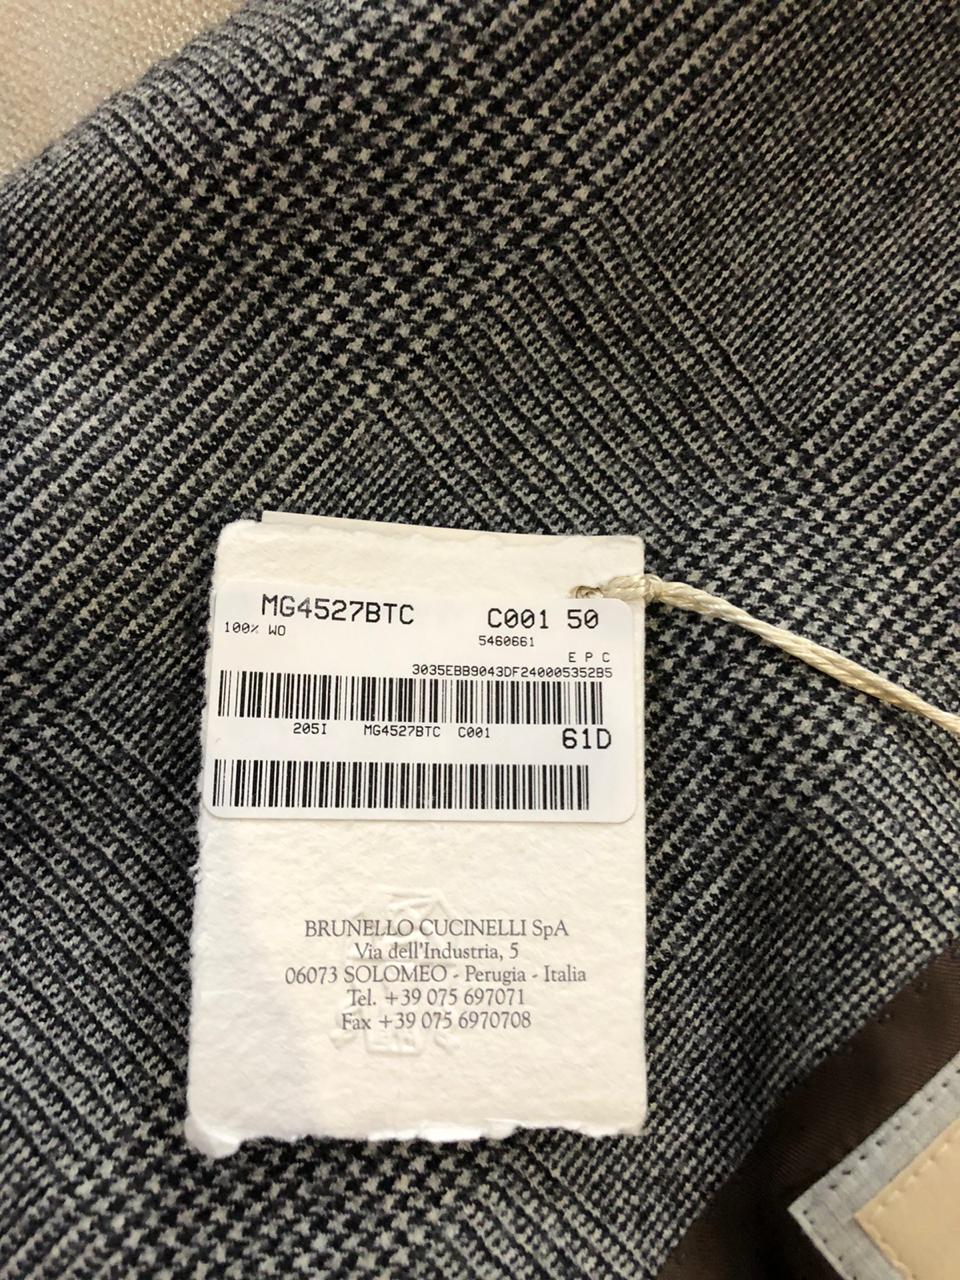 MG4527BTC C001 50
100% WO 5460661
E P C
3035EBB9043DF240005352B5
205I MG4527BTC C001 61D
BRUNELLO CUCINELLI SpA
Via dell'Industria, 5
06073 SOLOMEO - Perugia - Italia
Tel. +39 075 697071
Fax +39 075 6970708